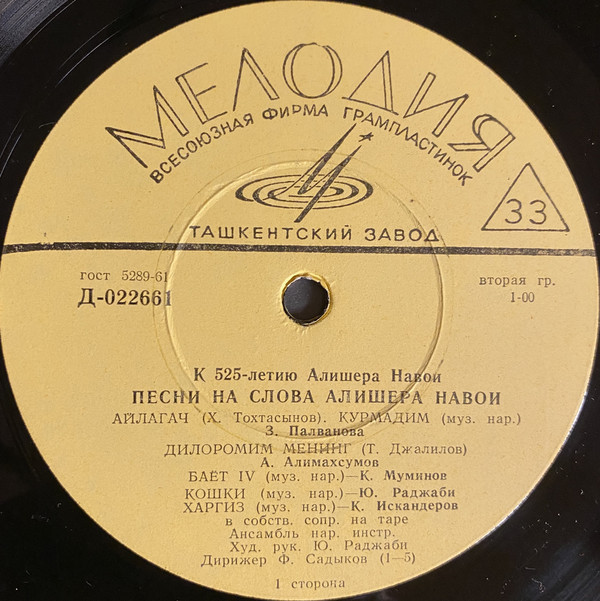 МЕЛОДИЯ
ВСЕСОЮЗНАЯ ФИРМА ГРАМПЛАСТИНОК
33
ТАШКЕНТСКИЙ ЗАВОД
гост 5289-61
Д-022661
вторая гр.
1-00
К 525-летию Алишера Навои
ПЕСНИ НА СЛОВА АЛИШЕРА НАВОИ
АЙЛАГАЧ (Х. Тохтасынов). КУРМАДИМ (муз. нар.)
З. Палванова
ДИЛОРОМИМ МЕНИНГ (Т. Джалилов)
А. Алимахсумов
БАЁТ IV (муз. нар.)—К. Муминов
ҚОШКИ (муз. нар.)—Ю. Раджаби
ХАРГИЗ (муз. нар.)—К. Искандеров
в собств. сопр. на таре
Ансамбль нар. инстр.
Худ. рук. Ю. Раджаби
Дирижер Ф. Садыков (1—5)
1 сторона